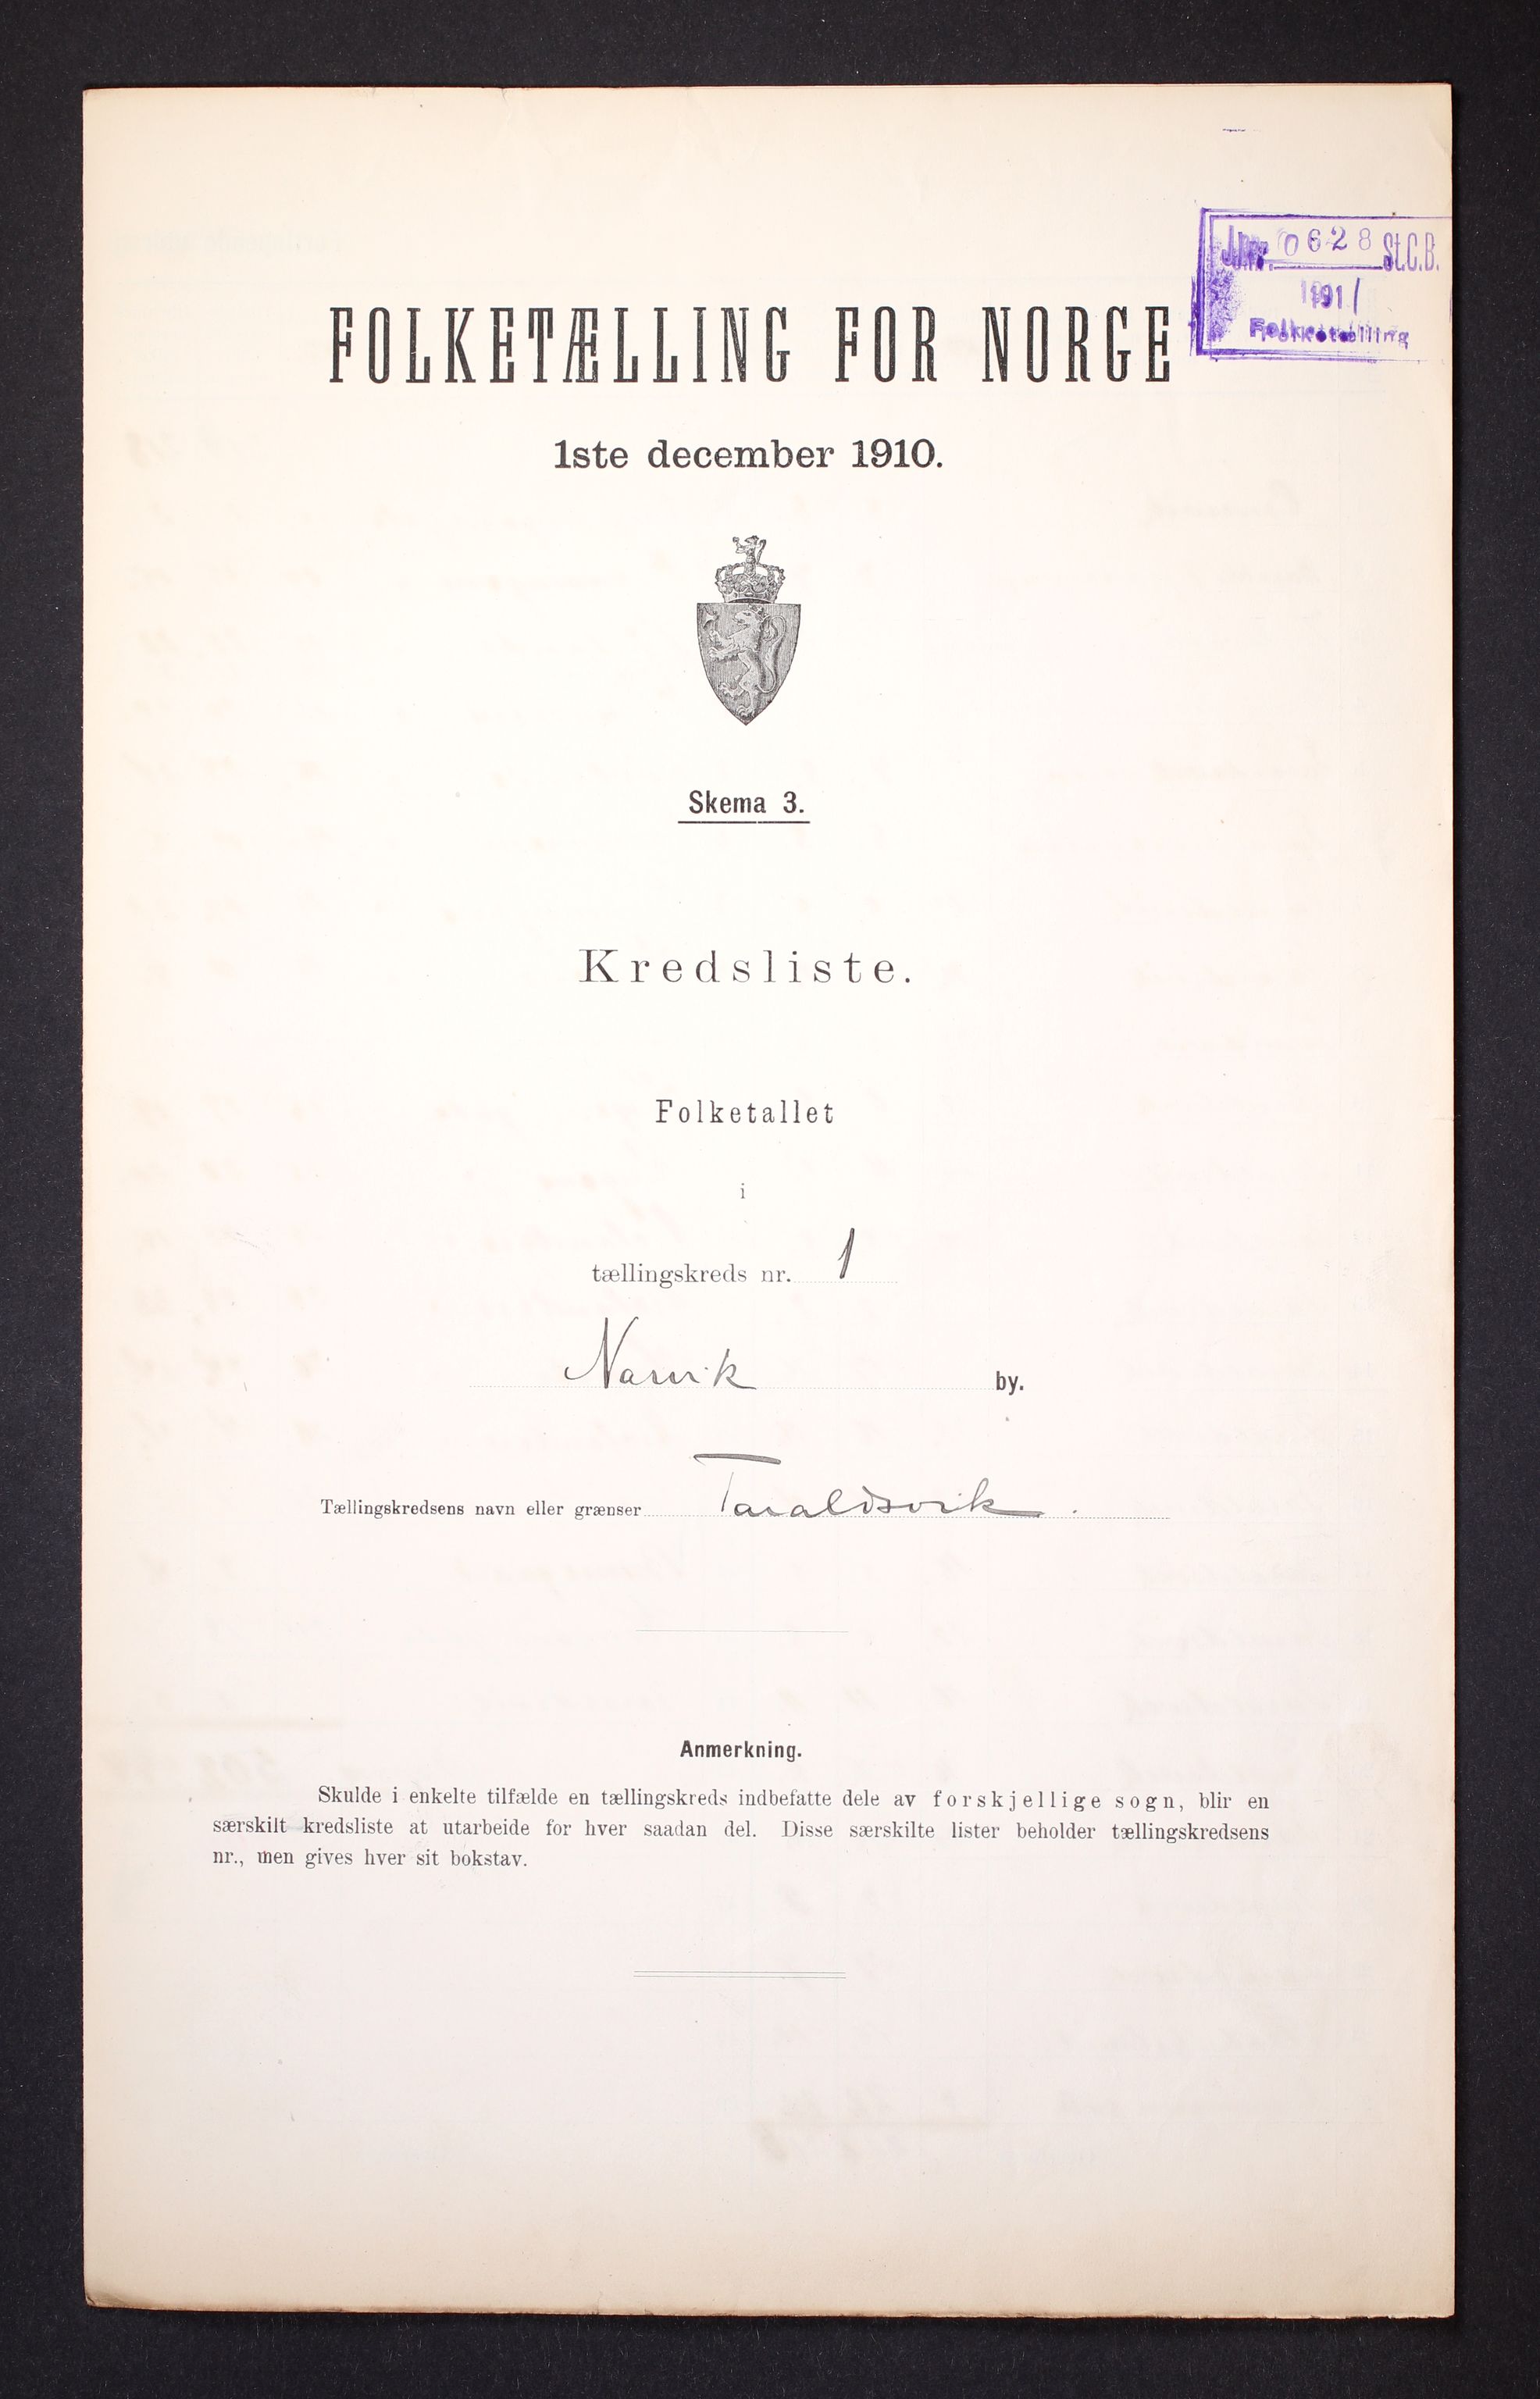 J.nr. 0628 St.C.B.
1911
Folketælling
FOLKETÆLLING FOR NORGE
1ste december 1910.
Skema 3.
Kredsliste.
Folketallet
i
tællingskreds nr. 1
Narvik by.
Tællingskredsens navn eller grænser Taraldsvik.
Anmerkning.
Skulde i enkelte tilfælde en tællingskreds indbefatte dele av forskjellige sogn, blir en
særskilt kredsliste at utarbeide for hver saadan del. Disse særskilte lister beholder tællingskredsens
nr., men gives hver sit bokstav.